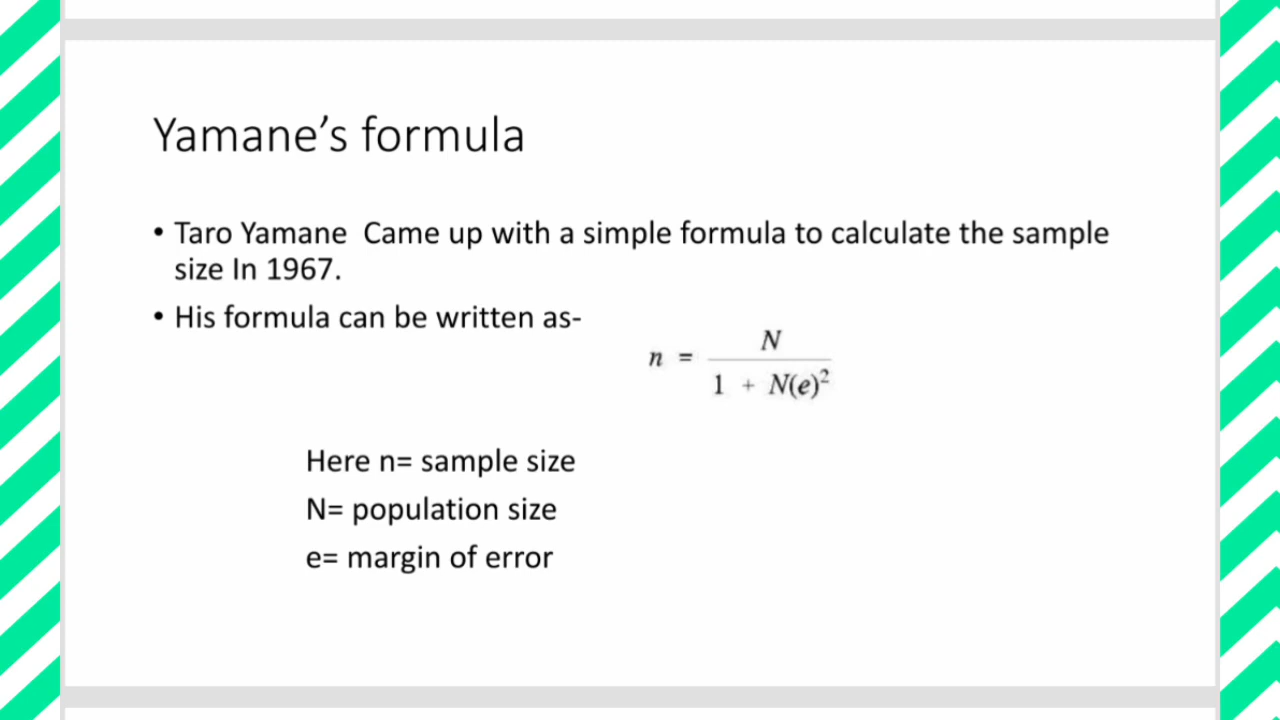 Yamane’s formula
• Taro Yamane  Came up with a simple formula to calculate the sample
size In 1967.
• His formula can be written as-
n = N / 1 + N(e)²
Here n= sample size
N= population size
e= margin of error